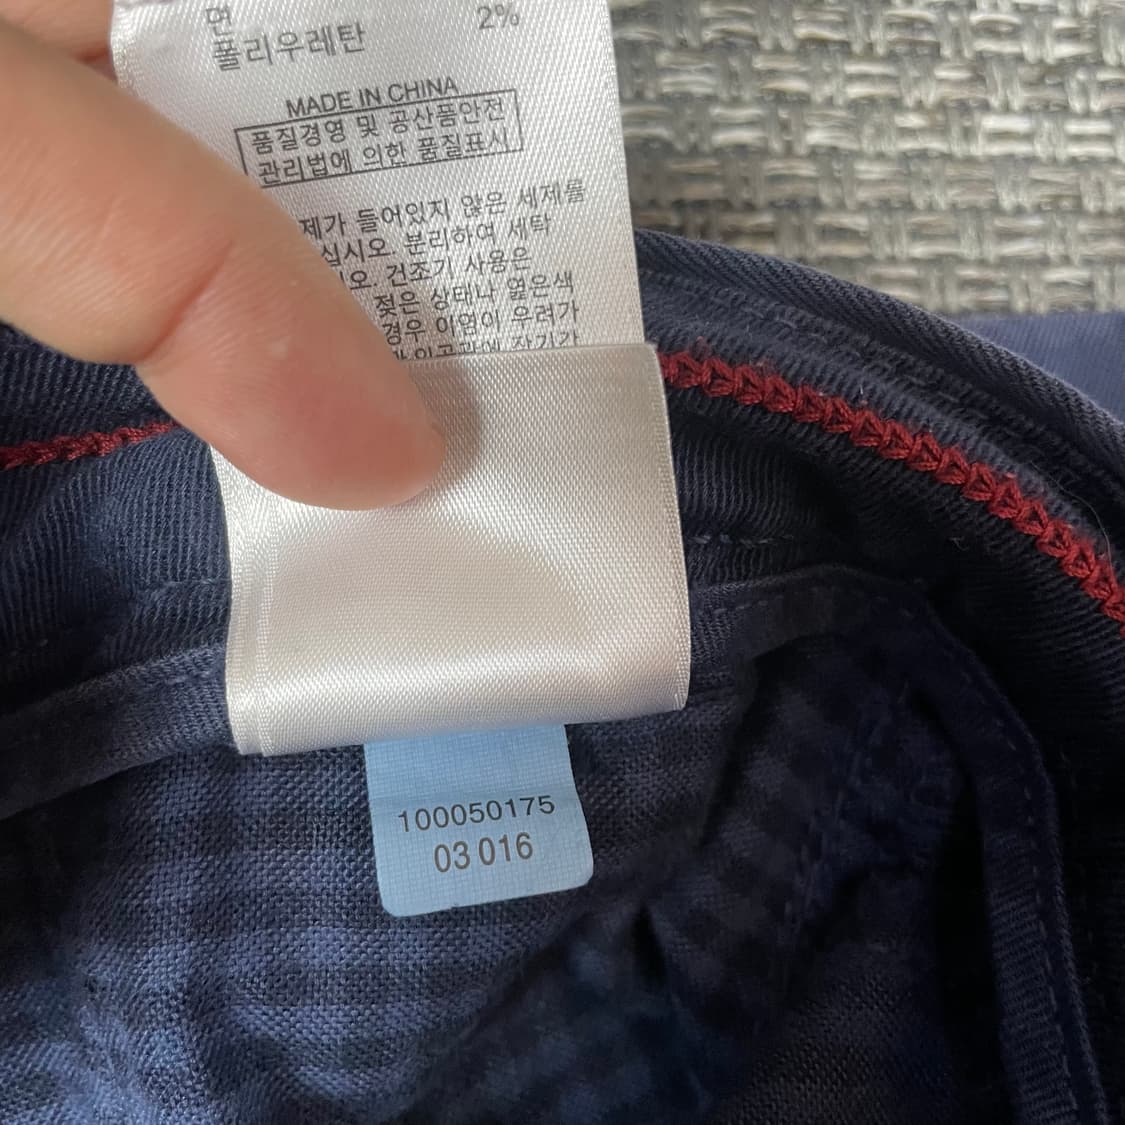 면 2%
폴리우레탄
MADE IN CHINA
품질경영 및 공산품안전
관리법에 의한 품질표시
제가 들어있지 않은 세제를
십시오. 분리하여 세탁
오. 건조기 사용은
젖은 상태나 옅은색
경우 이염이 우려가
100050175
03 016